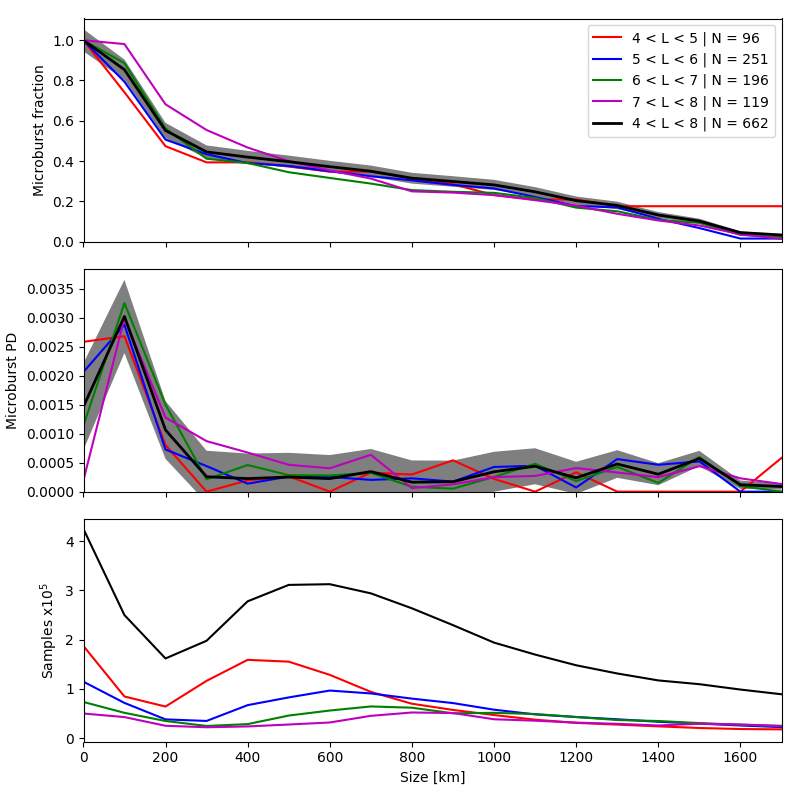 Microburst fraction
1.0
0.8
0.6
0.4
0.2
0.0
4 < L < 5 | N = 96
5 < L < 6 | N = 251
6 < L < 7 | N = 196
7 < L < 8 | N = 119
4 < L < 8 | N = 662
Microburst PD
0.0035
0.0030
0.0025
0.0020
0.0015
0.0010
0.0005
0.0000
Samples x10⁵
4
3
2
1
0
0 200 400 600 800 1000 1200 1400 1600
Size [km]